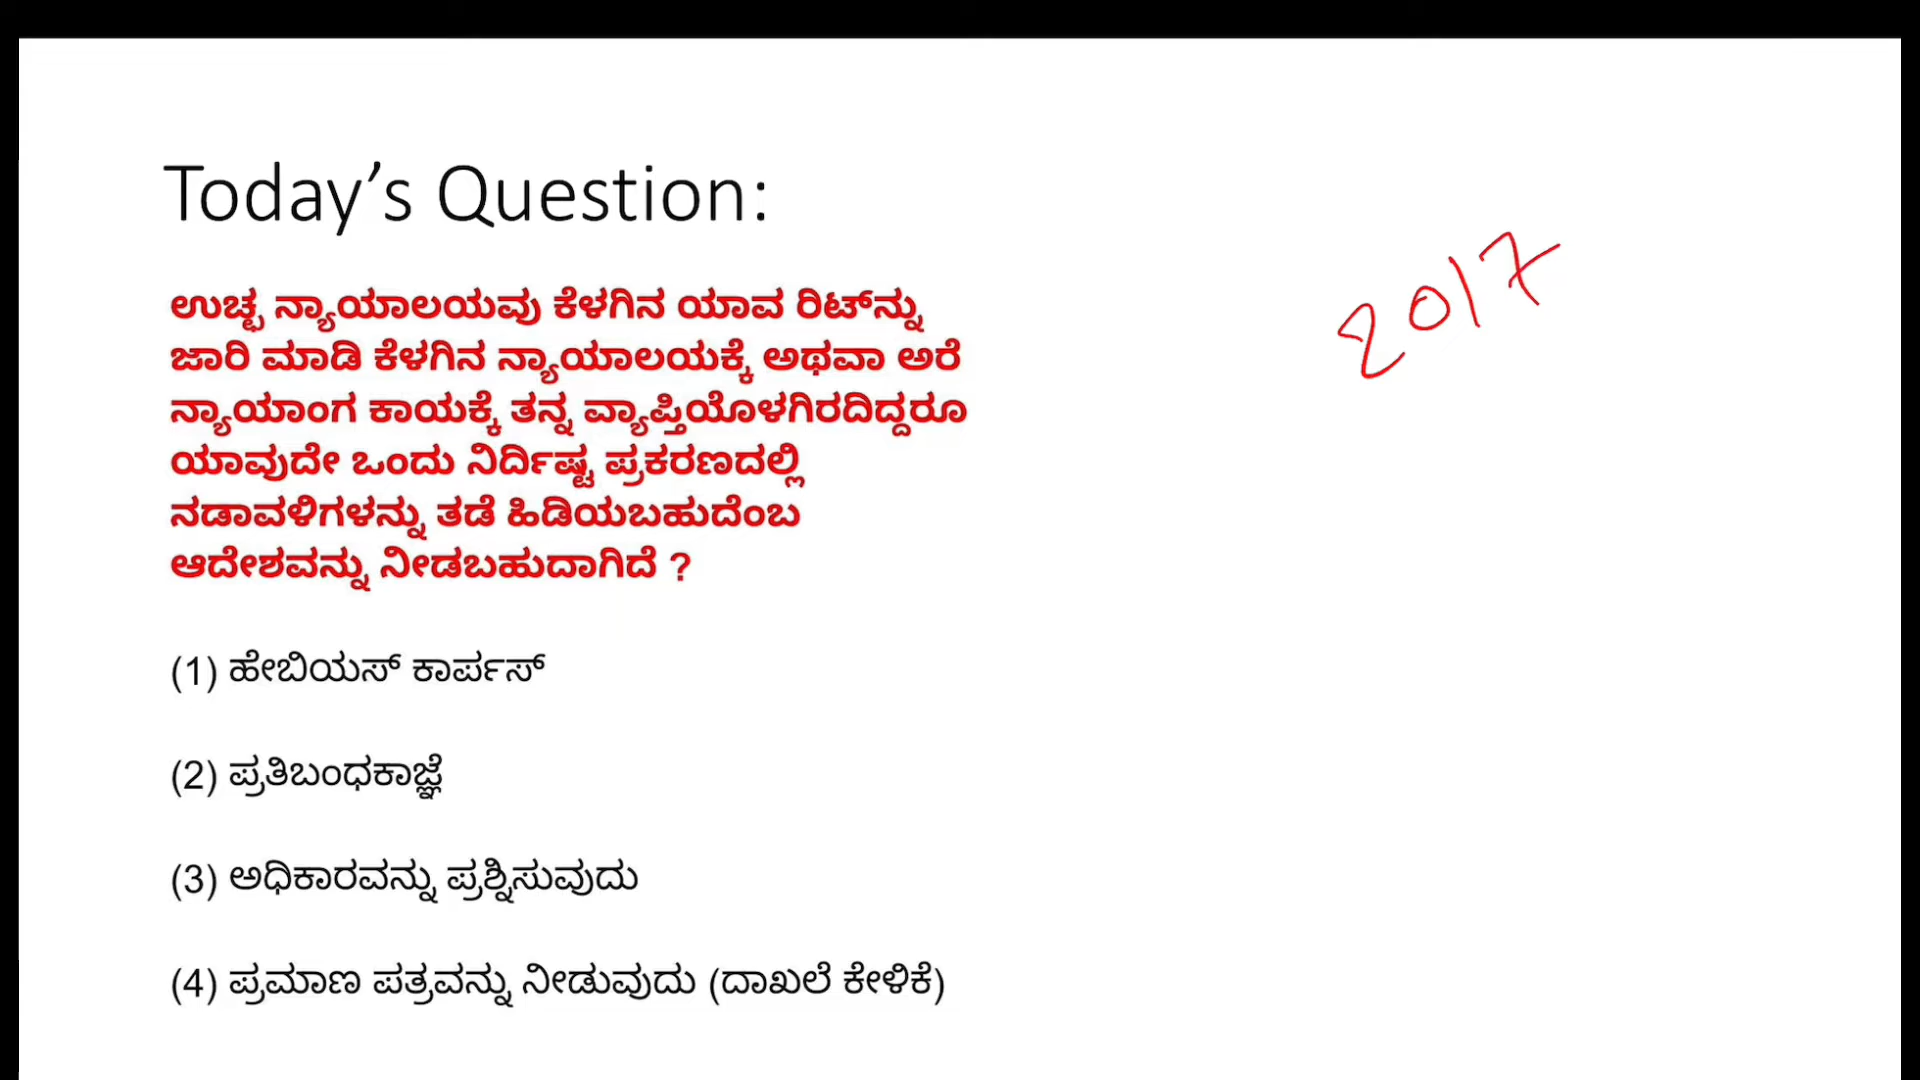 Today’s Question:
2017
ಉಚ್ಛ ನ್ಯಾಯಾಲಯವು ಕೆಳಗಿನ ಯಾವ ರಿಟ್‌ನ್ನು
ಜಾರಿ ಮಾಡಿ ಕೆಳಗಿನ ನ್ಯಾಯಾಲಯಕ್ಕೆ ಅಥವಾ ಅರೆ
ನ್ಯಾಯಾಂಗ ಕಾಯಕ್ಕೆ ತನ್ನ ವ್ಯಾಪ್ತಿಯೊಳಗಿರದಿದ್ದರೂ
ಯಾವುದೇ ಒಂದು ನಿರ್ದಿಷ್ಟ ಪ್ರಕರಣದಲ್ಲಿ
ನಡಾವಳಿಗಳನ್ನು ತಡೆ ಹಿಡಿಯಬಹುದೆಂಬ
ಆದೇಶವನ್ನು ನೀಡಬಹುದಾಗಿದೆ ?
(1) ಹೇಬಿಯಸ್ ಕಾರ್ಪಸ್
(2) ಪ್ರತಿಬಂಧಕಾಜ್ಞೆ
(3) ಅಧಿಕಾರವನ್ನು ಪ್ರಶ್ನಿಸುವುದು
(4) ಪ್ರಮಾಣ ಪತ್ರವನ್ನು ನೀಡುವುದು (ದಾಖಲೆ ಕೇಳಿಕೆ)